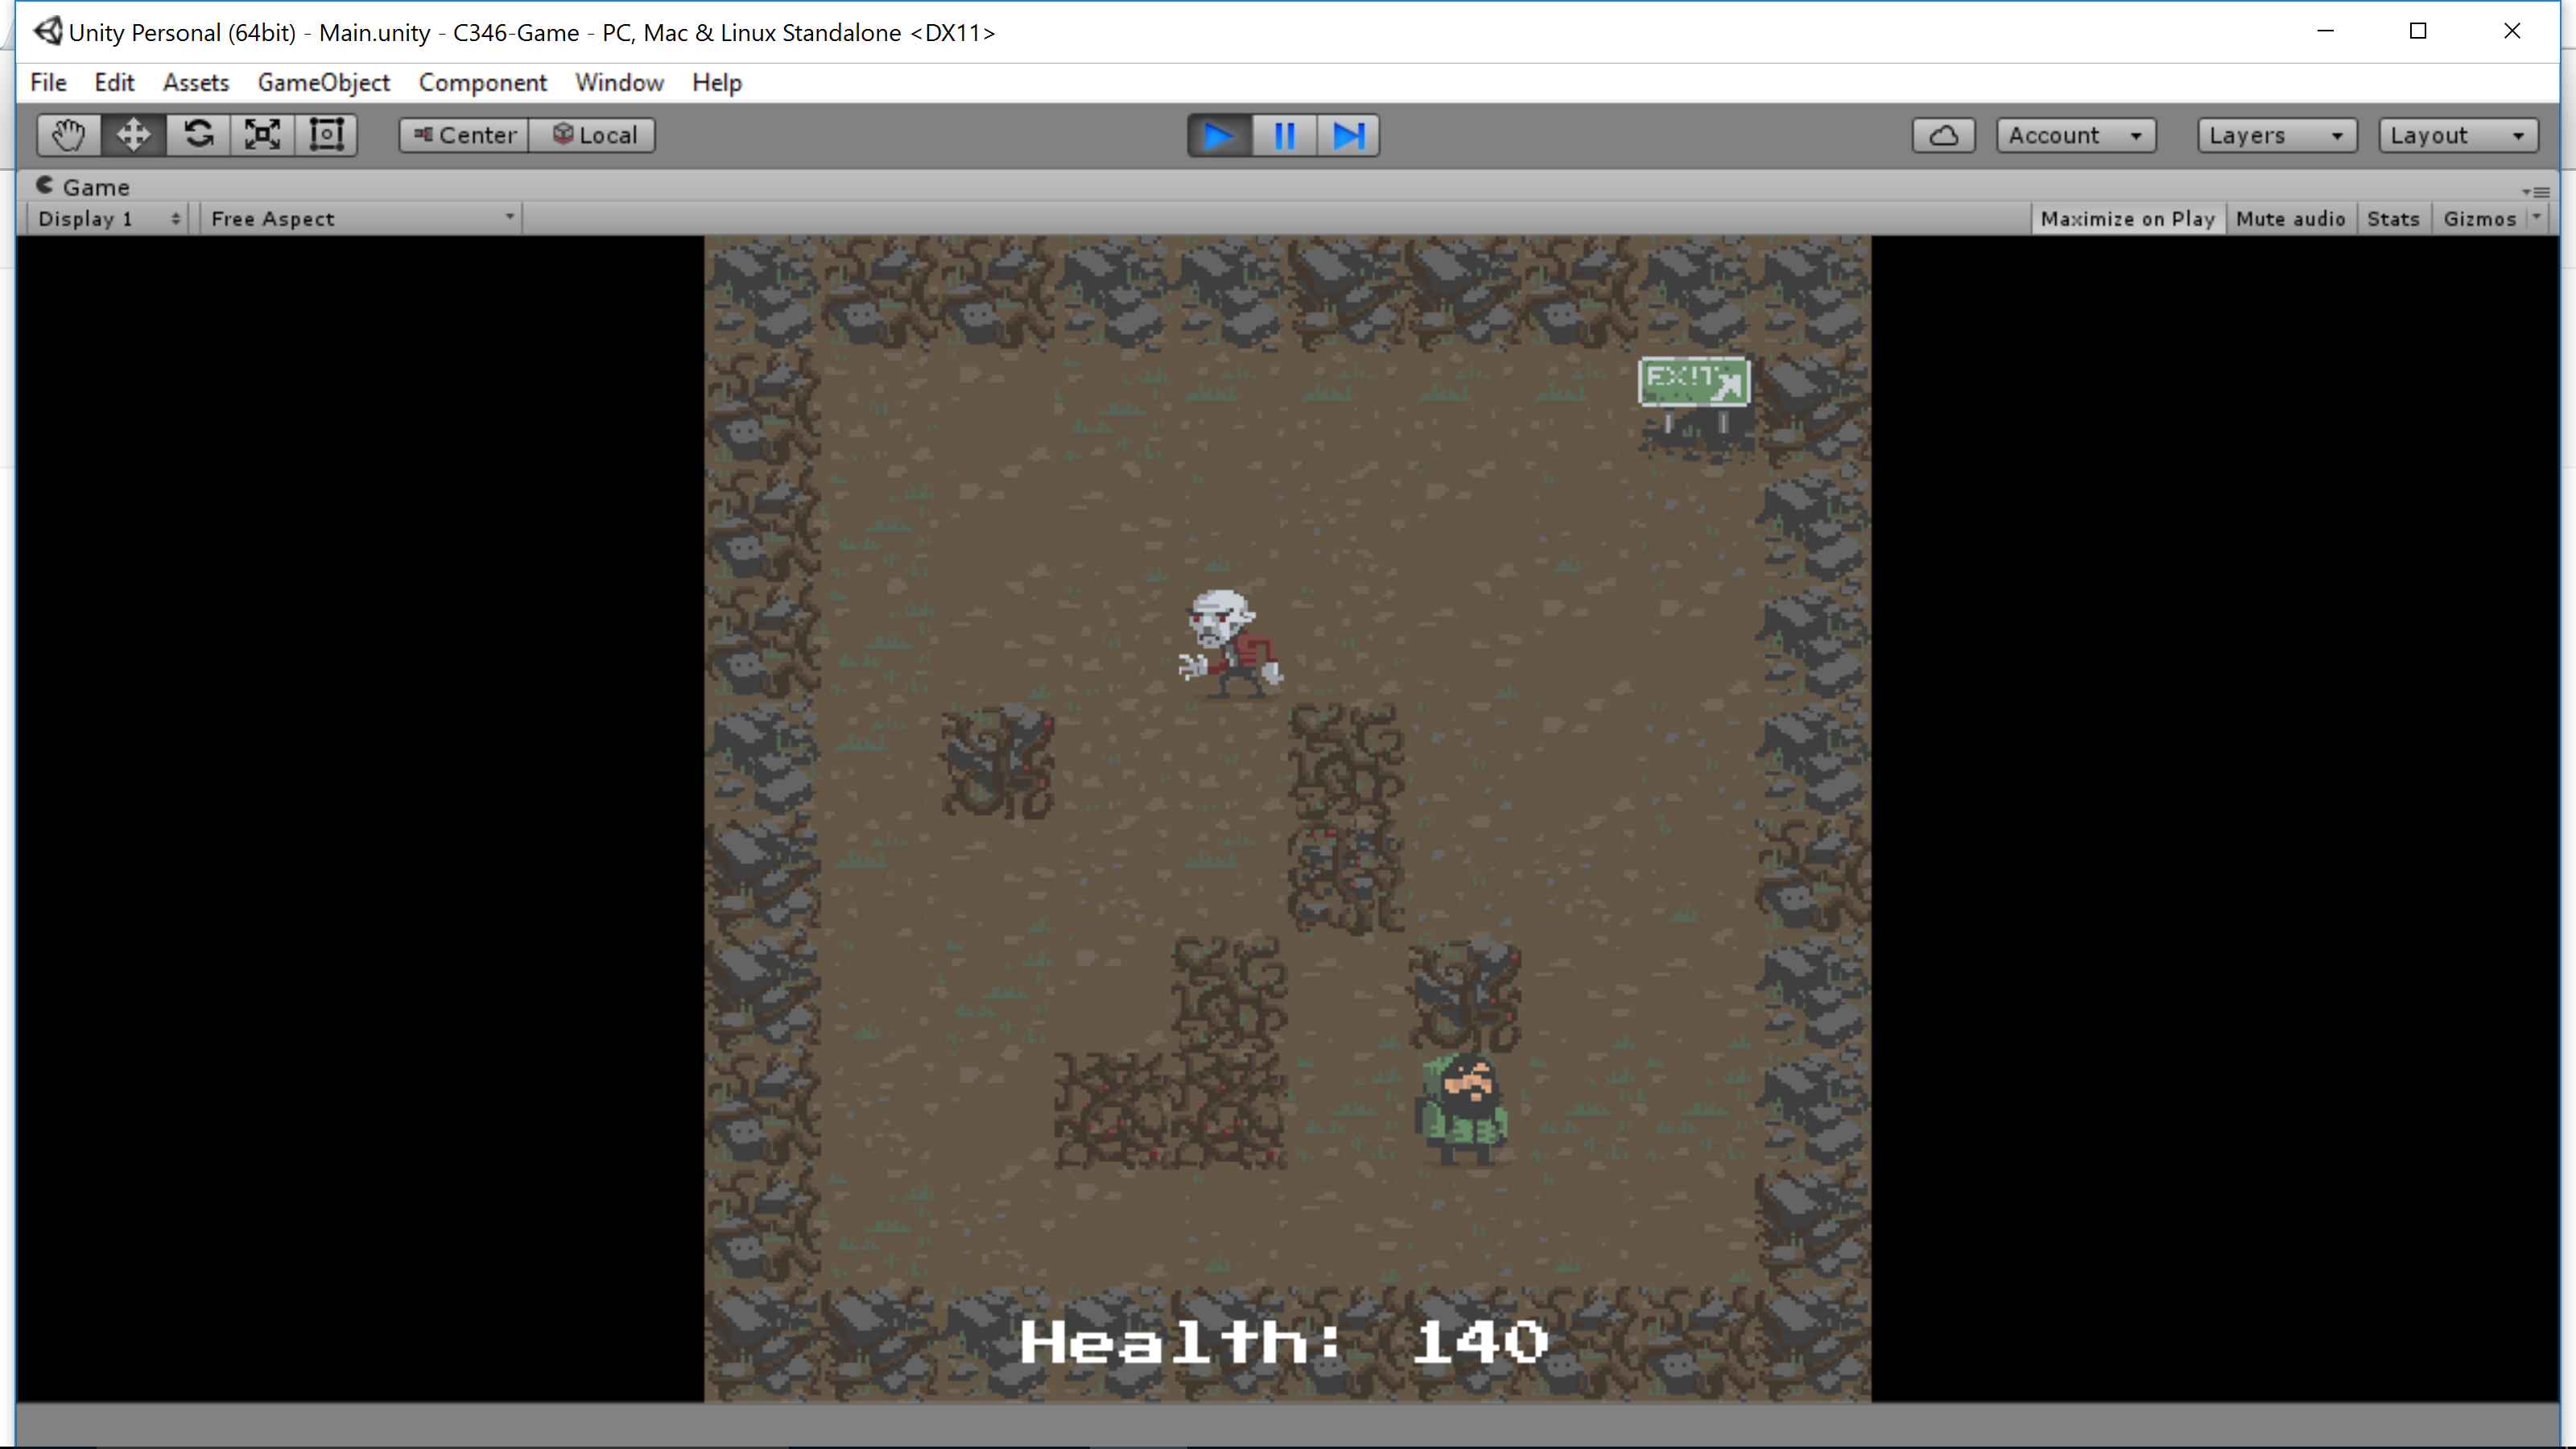 Unity Personal (64bit) - Main.unity - C346-Game - PC, Mac & Linux Standalone <DX11>
File Edit Assets GameObject Component Window Help
Center Local Account Layers Layout
Game
Display 1 Free Aspect Maximize on Play Mute audio Stats Gizmos
EXIT
Health: 140